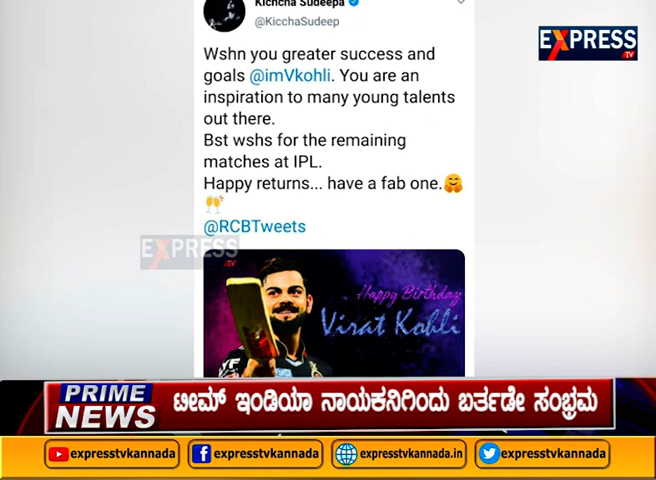 Kichcha Sudeepa
@KicchaSudeep
EXPRESS
TV
Wshn you greater success and
goals @imVkohli. You are an
inspiration to many young talents
out there.
Bst wshs for the remaining
matches at IPL.
Happy returns... have a fab one.🤗
🥂
@RCBTweets
EXPRESS
TV
Happy Birthday
Virat Kohli
PRIME
NEWS
ಟೀಮ್ ಇಂಡಿಯಾ ನಾಯಕನಿಗಿಂದು ಬರ್ತಡೇ ಸಂಭ್ರಮ
expresstvkannada
expresstvkannada
expresstvkannada.in
expresstvkannada